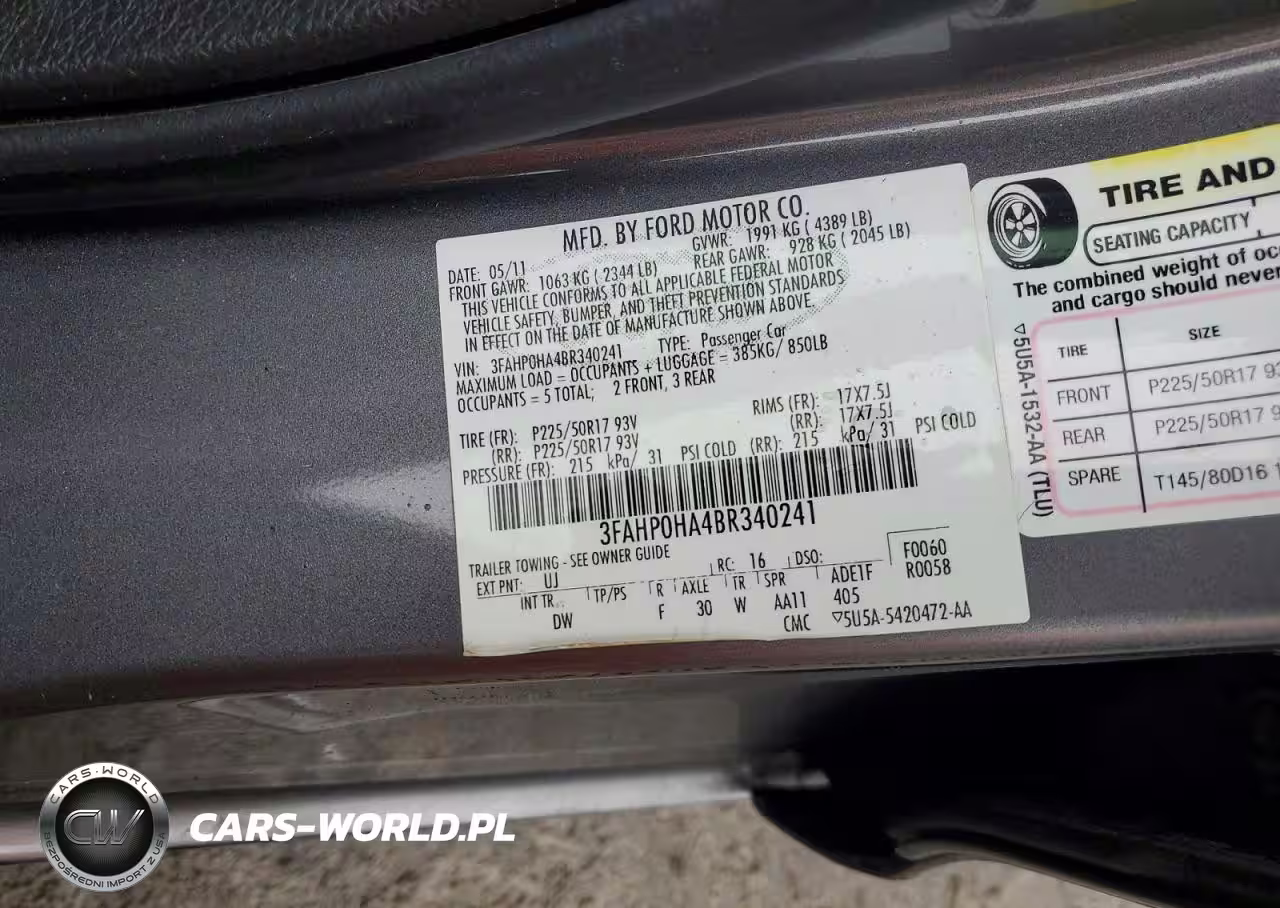 MFD. BY FORD MOTOR CO.
DATE: 05/11 GVWR: 1991 KG ( 4389 LB)
FRONT GAWR: 1063 KG ( 2344 LB) REAR GAWR: 928 KG ( 2045 LB)
THIS VEHICLE CONFORMS TO ALL APPLICABLE FEDERAL MOTOR
VEHICLE SAFETY, BUMPER, AND THEFT PREVENTION STANDARDS
IN EFFECT ON THE DATE OF MANUFACTURE SHOWN ABOVE.
VIN: 3FAHP0HA4BR340241 TYPE: Passenger Car
MAXIMUM LOAD = OCCUPANTS + LUGGAGE = 385KG/ 850LB
OCCUPANTS = 5 TOTAL; 2 FRONT, 3 REAR
TIRE (FR): P225/50R17 93V RIMS (FR): 17X7.5J
(RR): P225/50R17 93V (RR): 17X7.5J
PRESSURE (FR): 215 kPa/ 31 PSI COLD (RR): 215 kPa/ 31 PSI COLD
3FAHP0HA4BR340241
TRAILER TOWING - SEE OWNER GUIDE
EXT PNT: UJ RC: 16 DSO: F0060
INT TR TP/PS R AXLE TR SPR ADE1F R0058
DW F 30 W AA11 405
CMC ▽5U5A-5420472-AA
TIRE AND
SEATING CAPACITY
The combined weight of occ
and cargo should never
▽5U5A-1532-AA (TLU)
TIRE SIZE
FRONT P225/50R17 93
REAR P225/50R17 9
SPARE T145/80D16 1
CARS-WORLD
CW
BEZPOŚREDNI IMPORT Z USA
CARS-WORLD.PL